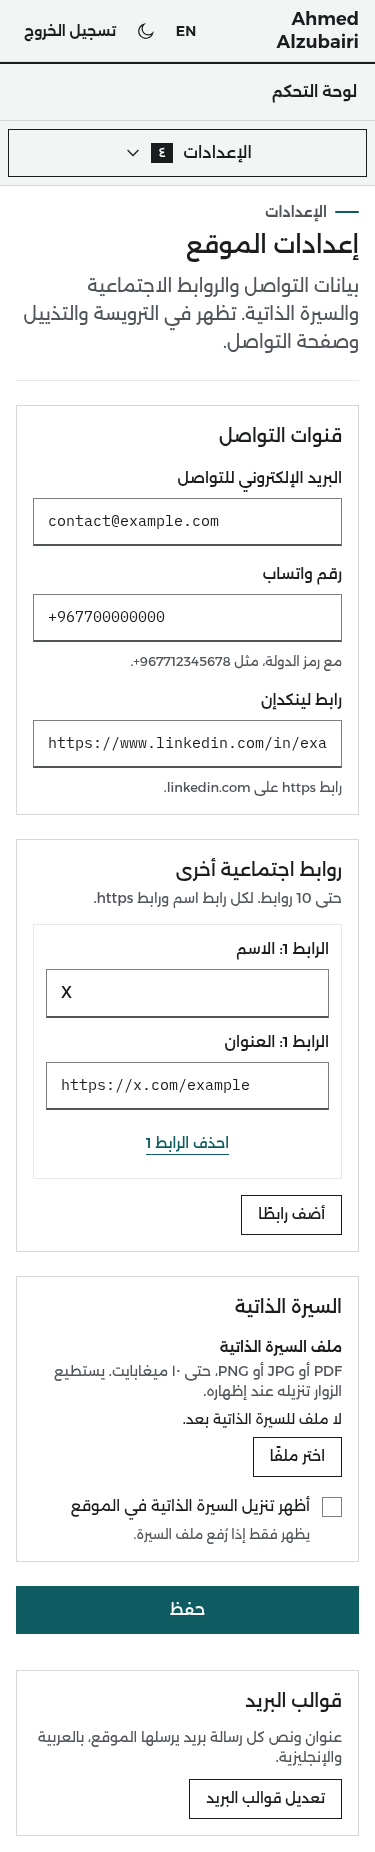 Ahmed
Alzubairi
EN
تسجيل الخروج
لوحة التحكم
الإعدادات ٤
الإعدادات
إعدادات الموقع
بيانات التواصل والروابط الاجتماعية
والسيرة الذاتية. تظهر في الترويسة والتذييل
وصفحة التواصل.
قنوات التواصل
البريد الإلكتروني للتواصل
contact@example.com
رقم واتساب
+967700000000
مع رمز الدولة، مثل 967712345678+.
رابط لينكدإن
https://www.linkedin.com/in/exa
رابط https على linkedin.com.
روابط اجتماعية أخرى
حتى 10 روابط. لكل رابط اسم ورابط https.
الرابط 1: الاسم
X
الرابط 1: العنوان
https://x.com/example
احذف الرابط 1
أضف رابطًا
السيرة الذاتية
ملف السيرة الذاتية
PDF أو JPG أو PNG، حتى ١٠ ميغابايت. يستطيع
الزوار تنزيله عند إظهاره.
لا ملف للسيرة الذاتية بعد.
اختر ملفًا
أظهر تنزيل السيرة الذاتية في الموقع
يظهر فقط إذا رُفع ملف السيرة.
حفظ
قوالب البريد
عنوان ونص كل رسالة بريد يرسلها الموقع، بالعربية
والإنجليزية.
تعديل قوالب البريد